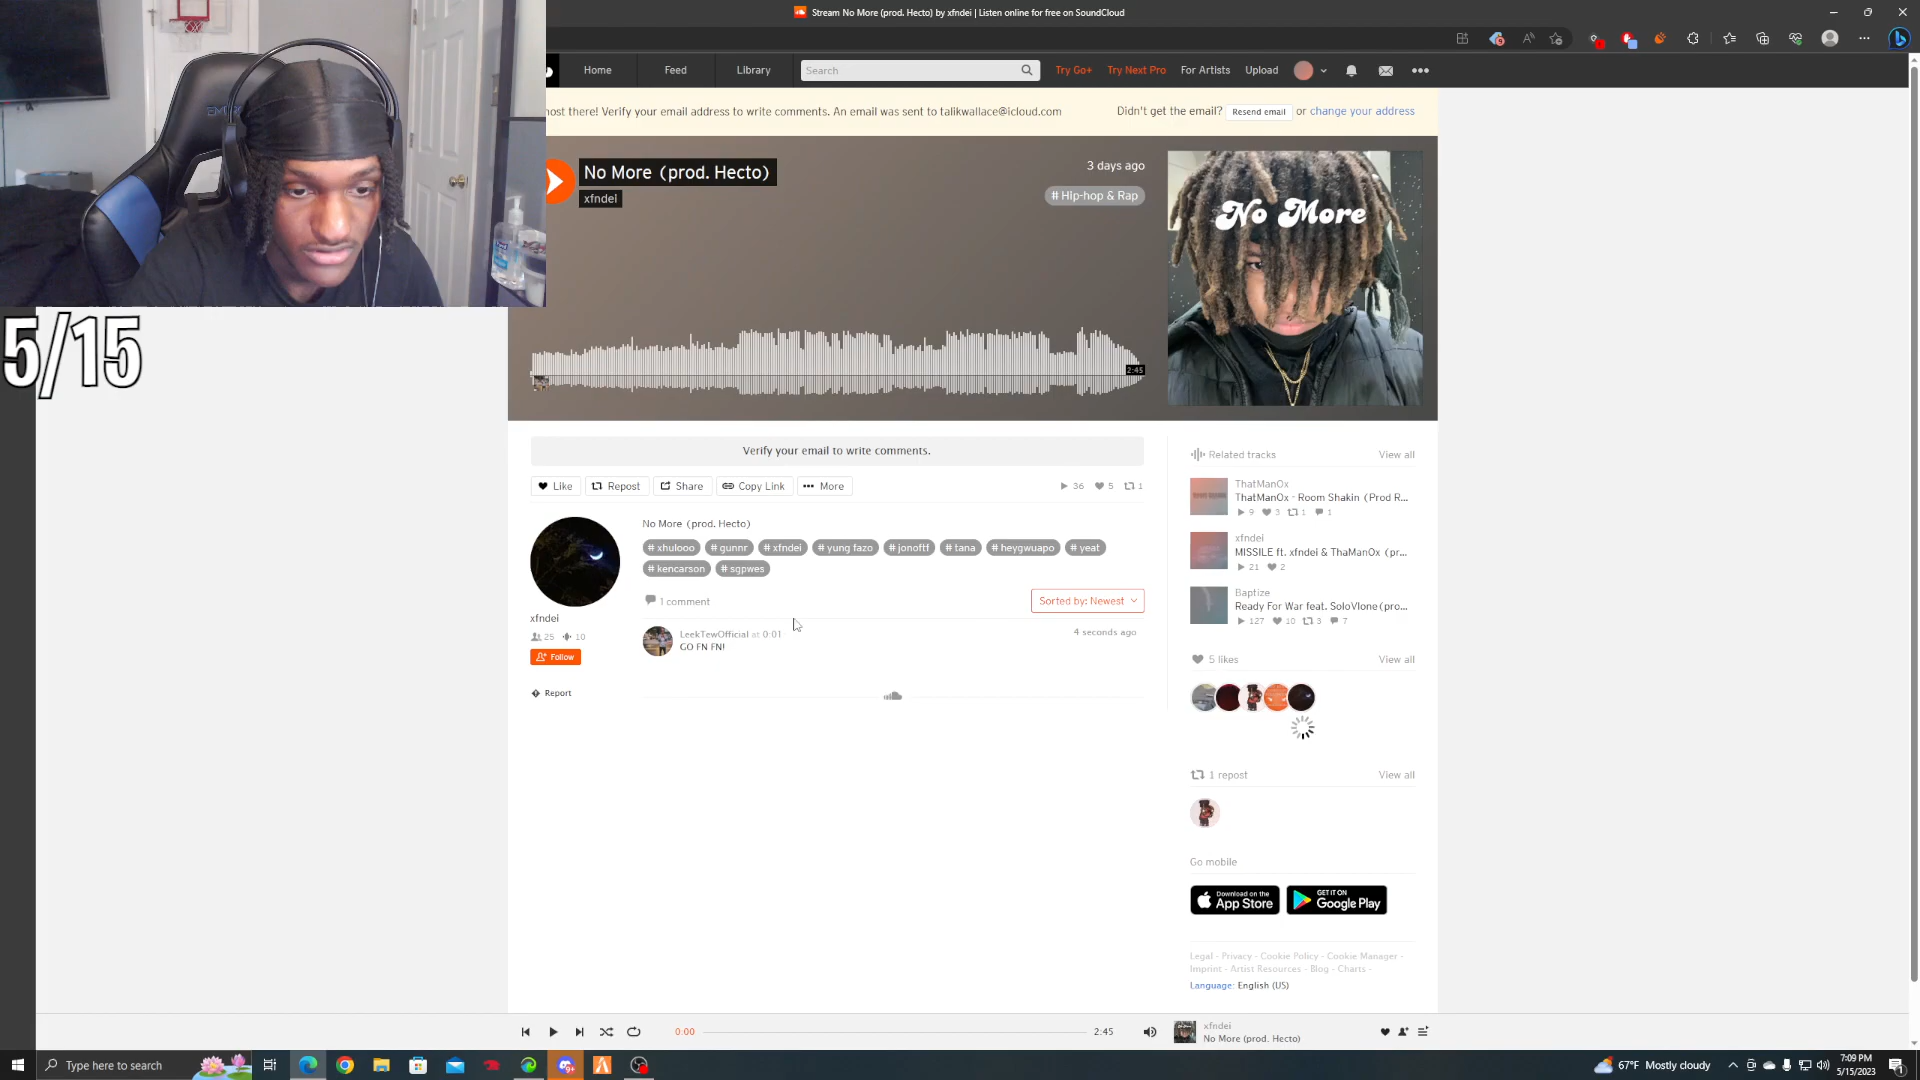 Stream No More (prod. Hecto) by xfndei | Listen online for free on SoundCloud
Home
Feed
Library
Search
Try Go+
Try Next Pro
For Artists
Upload
most there! Verify your email address to write comments. An email was sent to talikwallace@icloud.com
Didn't get the email? Resend email or change your address
No More (prod. Hecto)
xfndei
3 days ago
# Hip-hop & Rap
No More
2:45
5/15
Verify your email to write comments.
Like
Repost
Share
Copy Link
More
36
5
1
No More (prod. Hecto)
# xhulooo # gunnr # xfndei # yung fazo # jonoftf # tana # heygwuapo # yeat
# kencarson # sgpwes
1 comment
Sorted by: Newest
xfndei
25 10
Follow
Report
LeekTewOfficial at 0:01
4 seconds ago
GO FN FN!
Related tracks
View all
ThatManOx
ThatManOx - Room Shakin (Prod R...
9 3 1 1
xfndei
MISSILE ft. xfndei & ThaManOx (pr...
21 2
Baptize
Ready For War feat. SoloVlone(pro...
127 10 3 7
5 likes
View all
1 repost
View all
Go mobile
Download on the
App Store
GET IT ON
Google Play
Legal - Privacy - Cookie Policy - Cookie Manager -
Imprint - Artist Resources - Blog - Charts -
Language: English (US)
0:00
2:45
xfndei
No More (prod. Hecto)
Type here to search
67°F Mostly cloudy
7:09 PM
5/15/2023